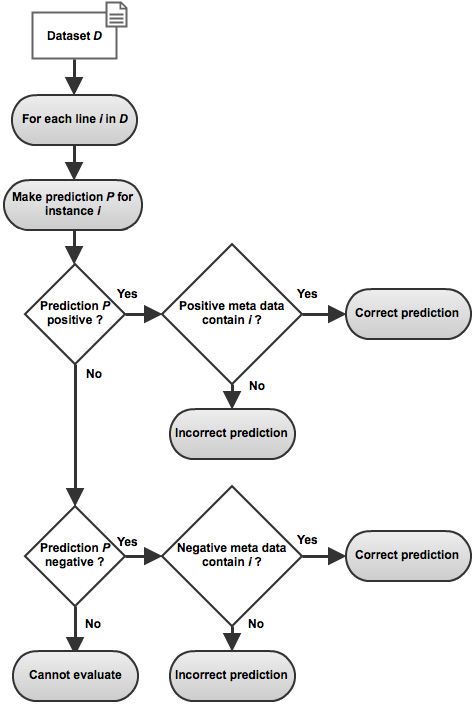 Dataset D
For each line i in D
Make prediction P for
instance i
Prediction P
positive ?
Yes
Positive meta data
contain i ?
Yes
Correct prediction
No
No
Incorrect prediction
Prediction P
negative ?
Yes
Negative meta data
contain i ?
Yes
Correct prediction
No
No
Cannot evaluate
Incorrect prediction